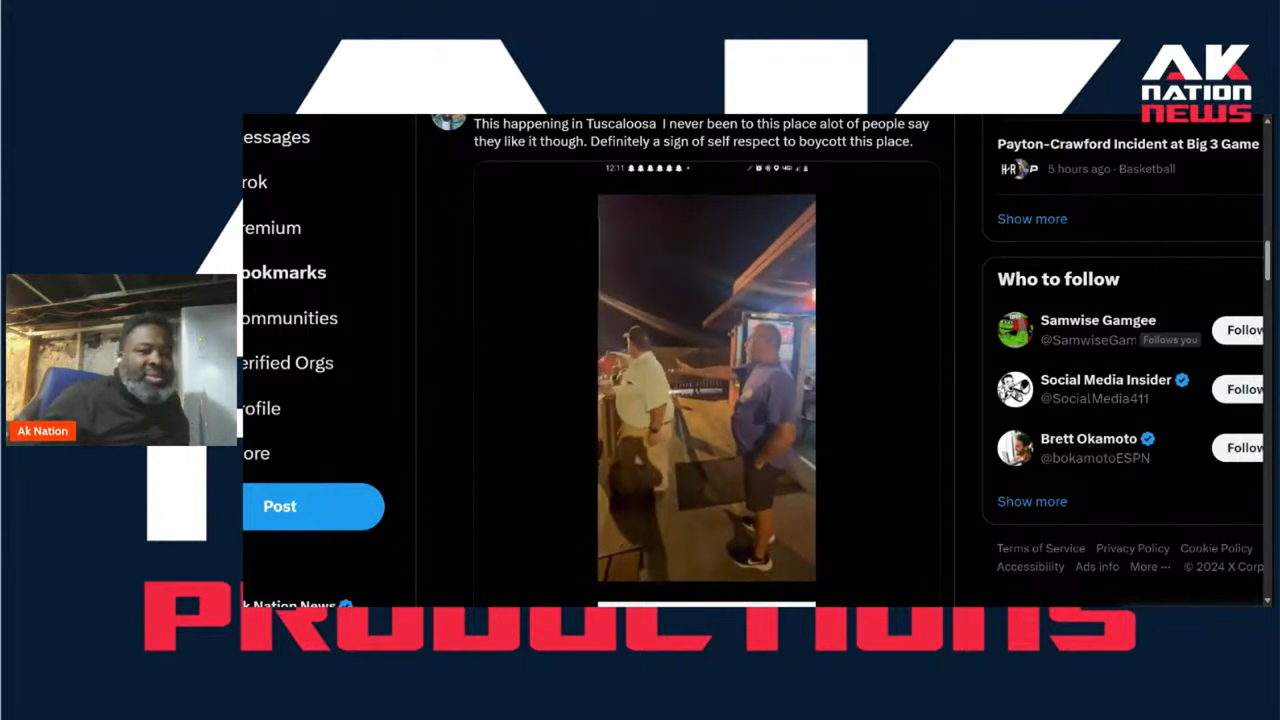 AK
NATION
NEWS
essages
rok
remium
ookmarks
ommunities
erified Orgs
rofile
ore
Post
k Nation News
This happening in Tuscaloosa I never been to this place alot of people say
they like it though. Definitely a sign of self respect to boycott this place.
12:11
Payton-Crawford Incident at Big 3 Game
5 hours ago · Basketball
Show more
Who to follow
Samwise Gamgee
@SamwiseGam Follows you
Follow
Social Media Insider
@SocialMedia411
Follow
Brett Okamoto
@bokamotoESPN
Follow
Show more
Terms of Service Privacy Policy Cookie Policy
Accessibility Ads info More ··· © 2024 X Corp
Ak Nation
PRODUCTIONS